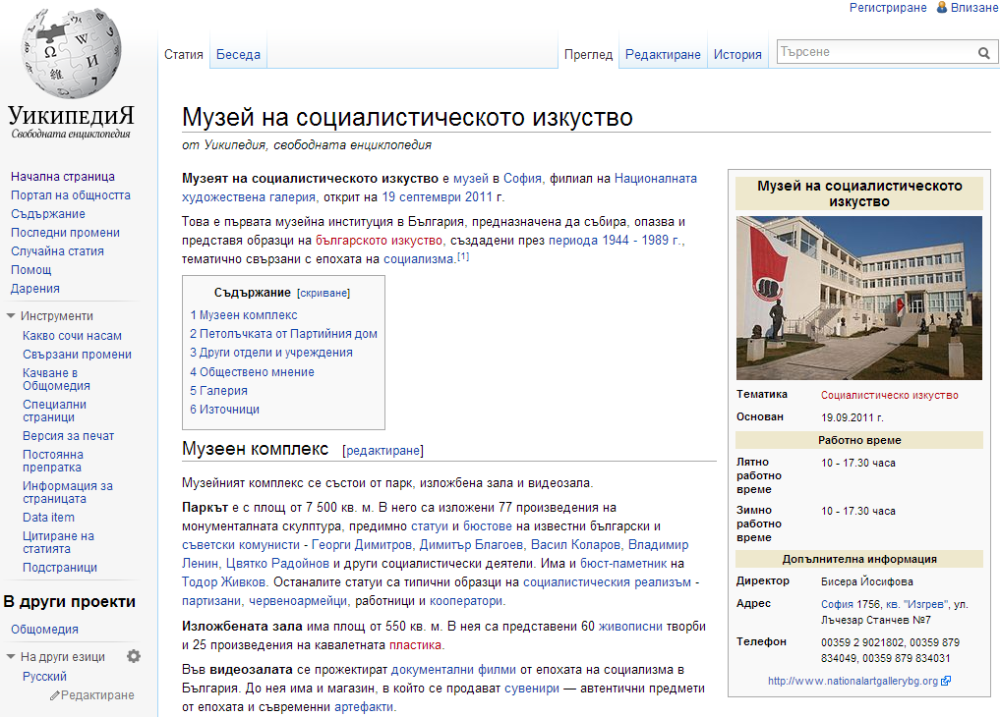 Регистриране Влизане
Статия Беседа Преглед Редактиране История Търсене
УикипедиЯ
Свободната енциклопедия
Начална страница
Портал на общността
Съдържание
Последни промени
Случайна статия
Помощ
Дарения
Инструменти
Какво сочи насам
Свързани промени
Качване в
Общомедия
Специални
страници
Версия за печат
Постоянна
препратка
Информация за
страницата
Data item
Цитиране на
статията
Подстраници
В други проекти
Общомедия
На други езици
Русский
Редактиране
Музей на социалистическото изкуство
от Уикипедия, свободната енциклопедия
Музеят на социалистическото изкуство е музей в София, филиал на Националната
художествена галерия, открит на 19 септември 2011 г.
Това е първата музейна институция в България, предназначена да събира, опазва и
представя образци на българското изкуство, създадени през периода 1944 - 1989 г.,
тематично свързани с епохата на социализма.[1]
Съдържание [скриване]
1 Музеен комплекс
2 Петолъчката от Партийния дом
3 Други отдели и учреждения
4 Обществено мнение
5 Галерия
6 Източници
Музеен комплекс [редактиране]
Музейният комплекс се състои от парк, изложбена зала и видеозала.
Паркът е с площ от 7 500 кв. м. В него са изложени 77 произведения на
монументалната скулптура, предимно статуи и бюстове на известни български и
съветски комунисти - Георги Димитров, Димитър Благоев, Васил Коларов, Владимир
Ленин, Цвятко Радойнов и други социалистически деятели. Има и бюст-паметник на
Тодор Живков. Останалите статуи са типични образци на социалистическия реализъм -
партизани, червеноармейци, работници и кооператори.
Изложбената зала има площ от 550 кв. м. В нея са представени 60 живописни творби
и 25 произведения на кавалетната пластика.
Във видеозалата се прожектират документални филми от епохата на социализма в
България. До нея има и магазин, в който се продават сувенири — автентични предмети
от епохата и съвременни артефакти.
Музей на социалистическото
изкуство
Тематика Социалистическо изкуство
Основан 19.09.2011 г.
Работно време
Лятно
работно
време 10 - 17.30 часа
Зимно
работно
време 10 - 17.30 часа
Допълнителна информация
Директор Бисера Йосифова
Адрес София 1756, кв. "Изгрев", ул.
Лъчезар Станчев №7
Телефон 00359 2 9021802, 00359 879
834049, 00359 879 834031
http://www.nationalartgallerybg.org